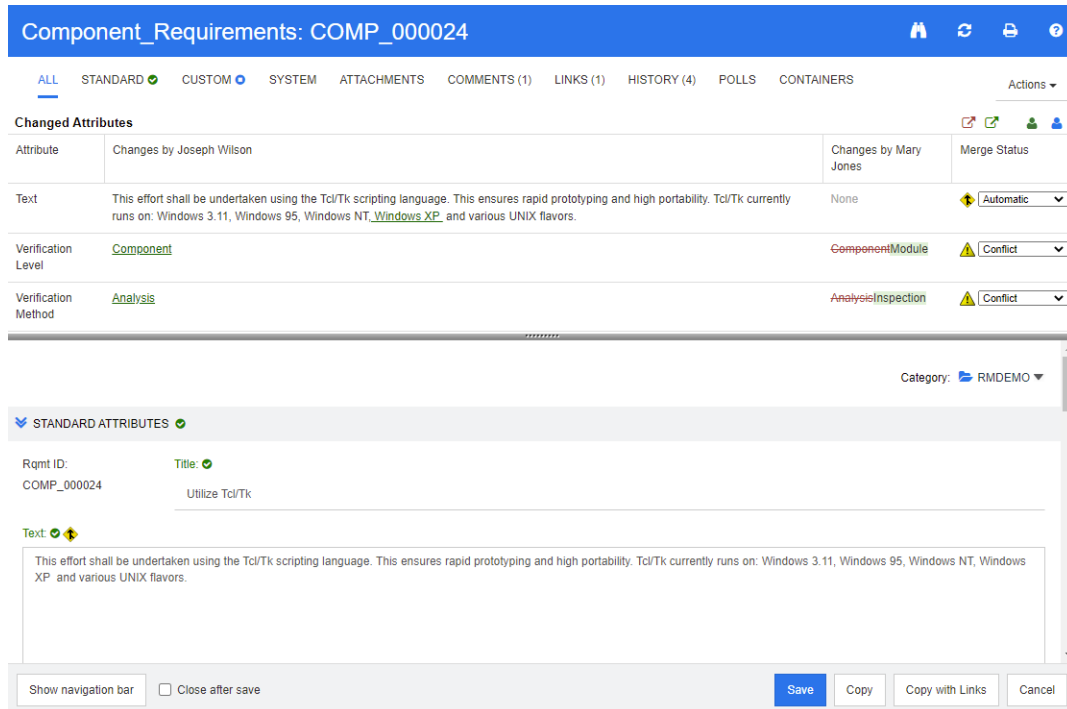 Component_Requirements: COMP_000024
ALL STANDARD CUSTOM SYSTEM ATTACHMENTS COMMENTS (1) LINKS (1) HISTORY (4) POLLS CONTAINERS
Actions
Changed Attributes
Attribute Changes by Joseph Wilson Changes by Mary Merge Status
Jones
Text This effort shall be undertaken using the Tcl/Tk scripting language. This ensures rapid prototyping and high portability. Tcl/Tk currently None Automatic
runs on: Windows 3.11, Windows 95, Windows NT, Windows XP and various UNIX flavors.
Verification Component ComponentModule Conflict
Level
Verification Analysis AnalysisInspection Conflict
Method
Category: RMDEMO
STANDARD ATTRIBUTES
Rqmt ID: Title:
COMP_000024
Utilize Tcl/Tk
Text:
This effort shall be undertaken using the Tcl/Tk scripting language. This ensures rapid prototyping and high portability. Tcl/Tk currently runs on: Windows 3.11, Windows 95, Windows NT, Windows
XP and various UNIX flavors.
Show navigation bar Close after save Save Copy Copy with Links Cancel